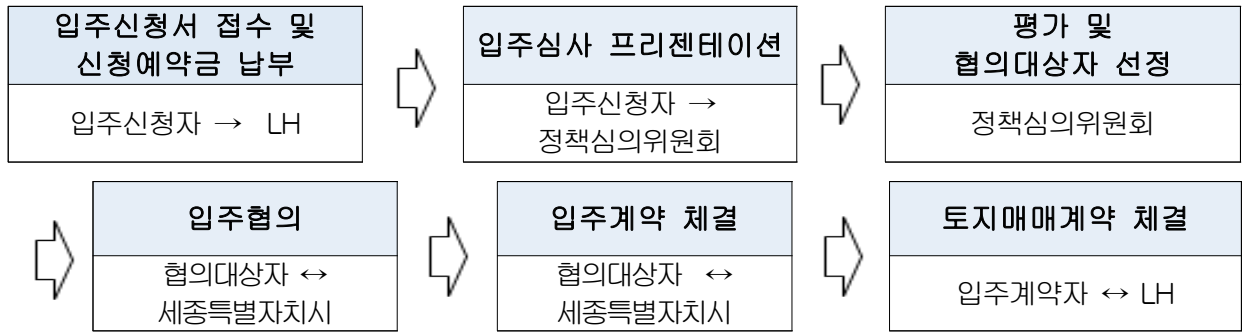 입주신청서 접수 및
신청예약금 납부
입주신청자 → LH
입주심사 프리젠테이션
입주신청자 →
정책심의위원회
평가 및
협의대상자 선정
정책심의위원회
입주협의
협의대상자 ↔
세종특별자치시
입주계약 체결
협의대상자 ↔
세종특별자치시
토지매매계약 체결
입주계약자 ↔ LH